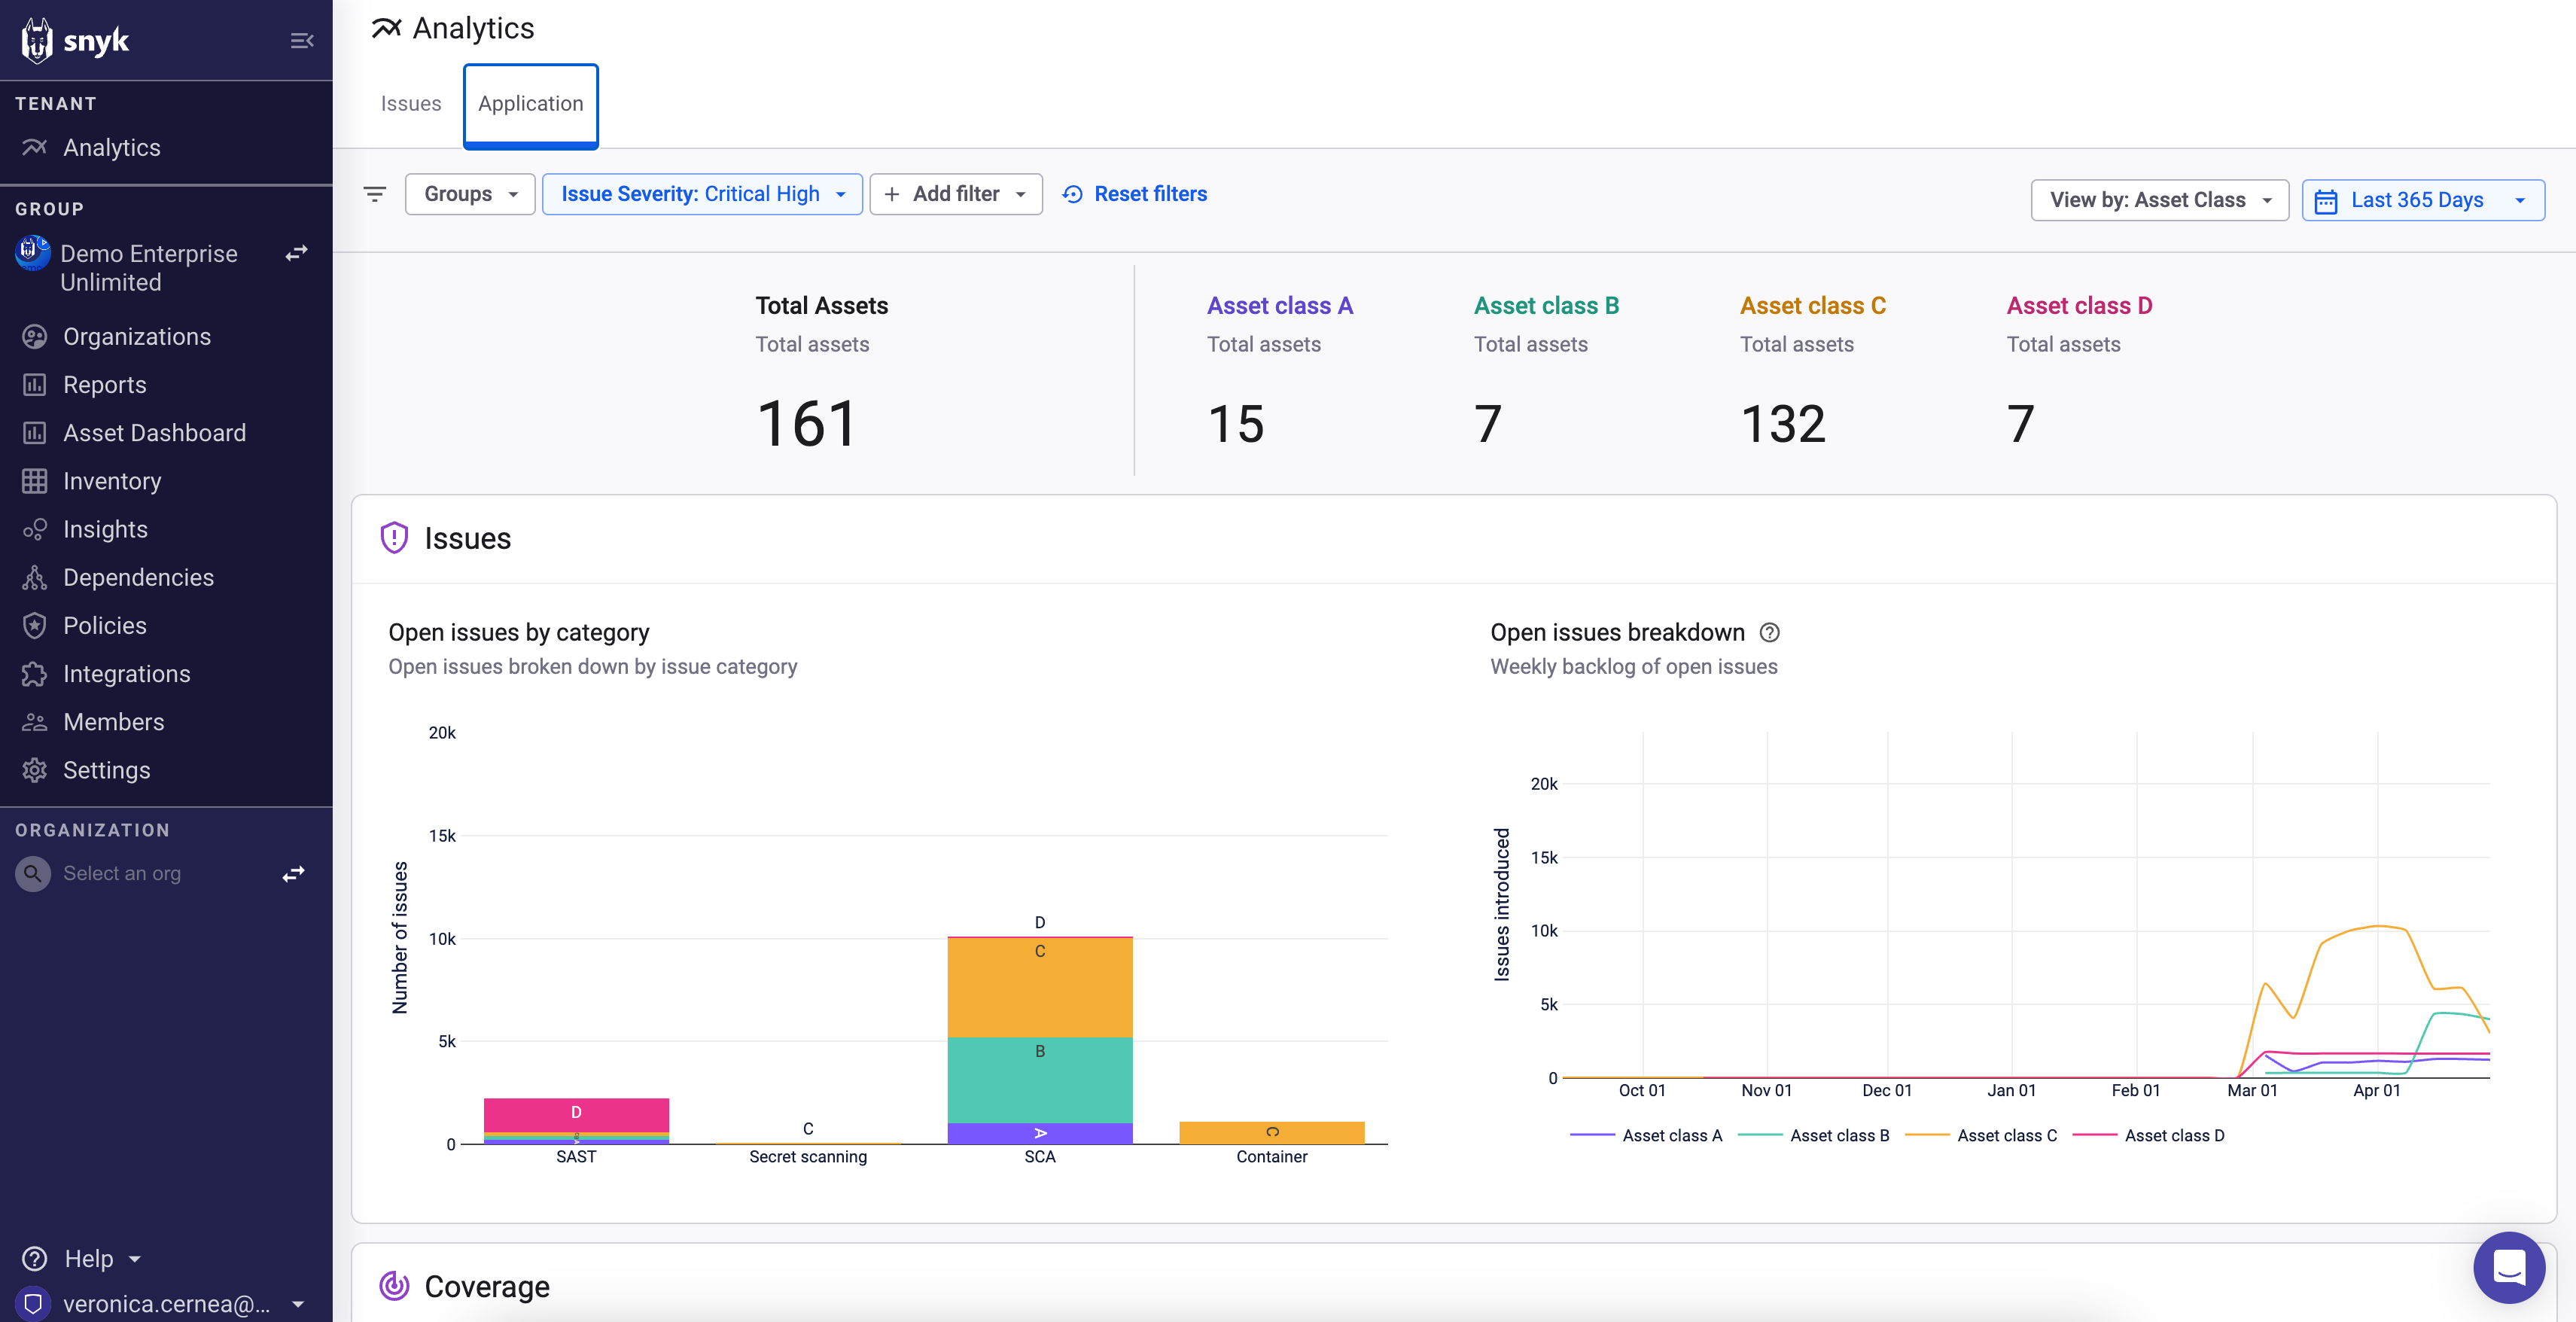 snyk
TENANT
Analytics
GROUP
Demo Enterprise
Unlimited
Organizations
Reports
Asset Dashboard
Inventory
Insights
Dependencies
Policies
Integrations
Members
Settings
ORGANIZATION
Select an org
Help
veronica.cernea@...
Analytics
Issues
Application
Groups
Issue Severity: Critical High
Add filter
Reset filters
View by: Asset Class
Last 365 Days
Total Assets
Total assets
161
Asset class A
Total assets
15
Asset class B
Total assets
7
Asset class C
Total assets
132
Asset class D
Total assets
7
Issues
Open issues by category
Open issues broken down by issue category
Number of issues
20k
15k
10k
5k
0
D
C
D
C
B
A
C
SAST
Secret scanning
SCA
Container
Open issues breakdown
Weekly backlog of open issues
Issues introduced
20k
15k
10k
5k
0
Oct 01
Nov 01
Dec 01
Jan 01
Feb 01
Mar 01
Apr 01
Asset class A
Asset class B
Asset class C
Asset class D
Coverage